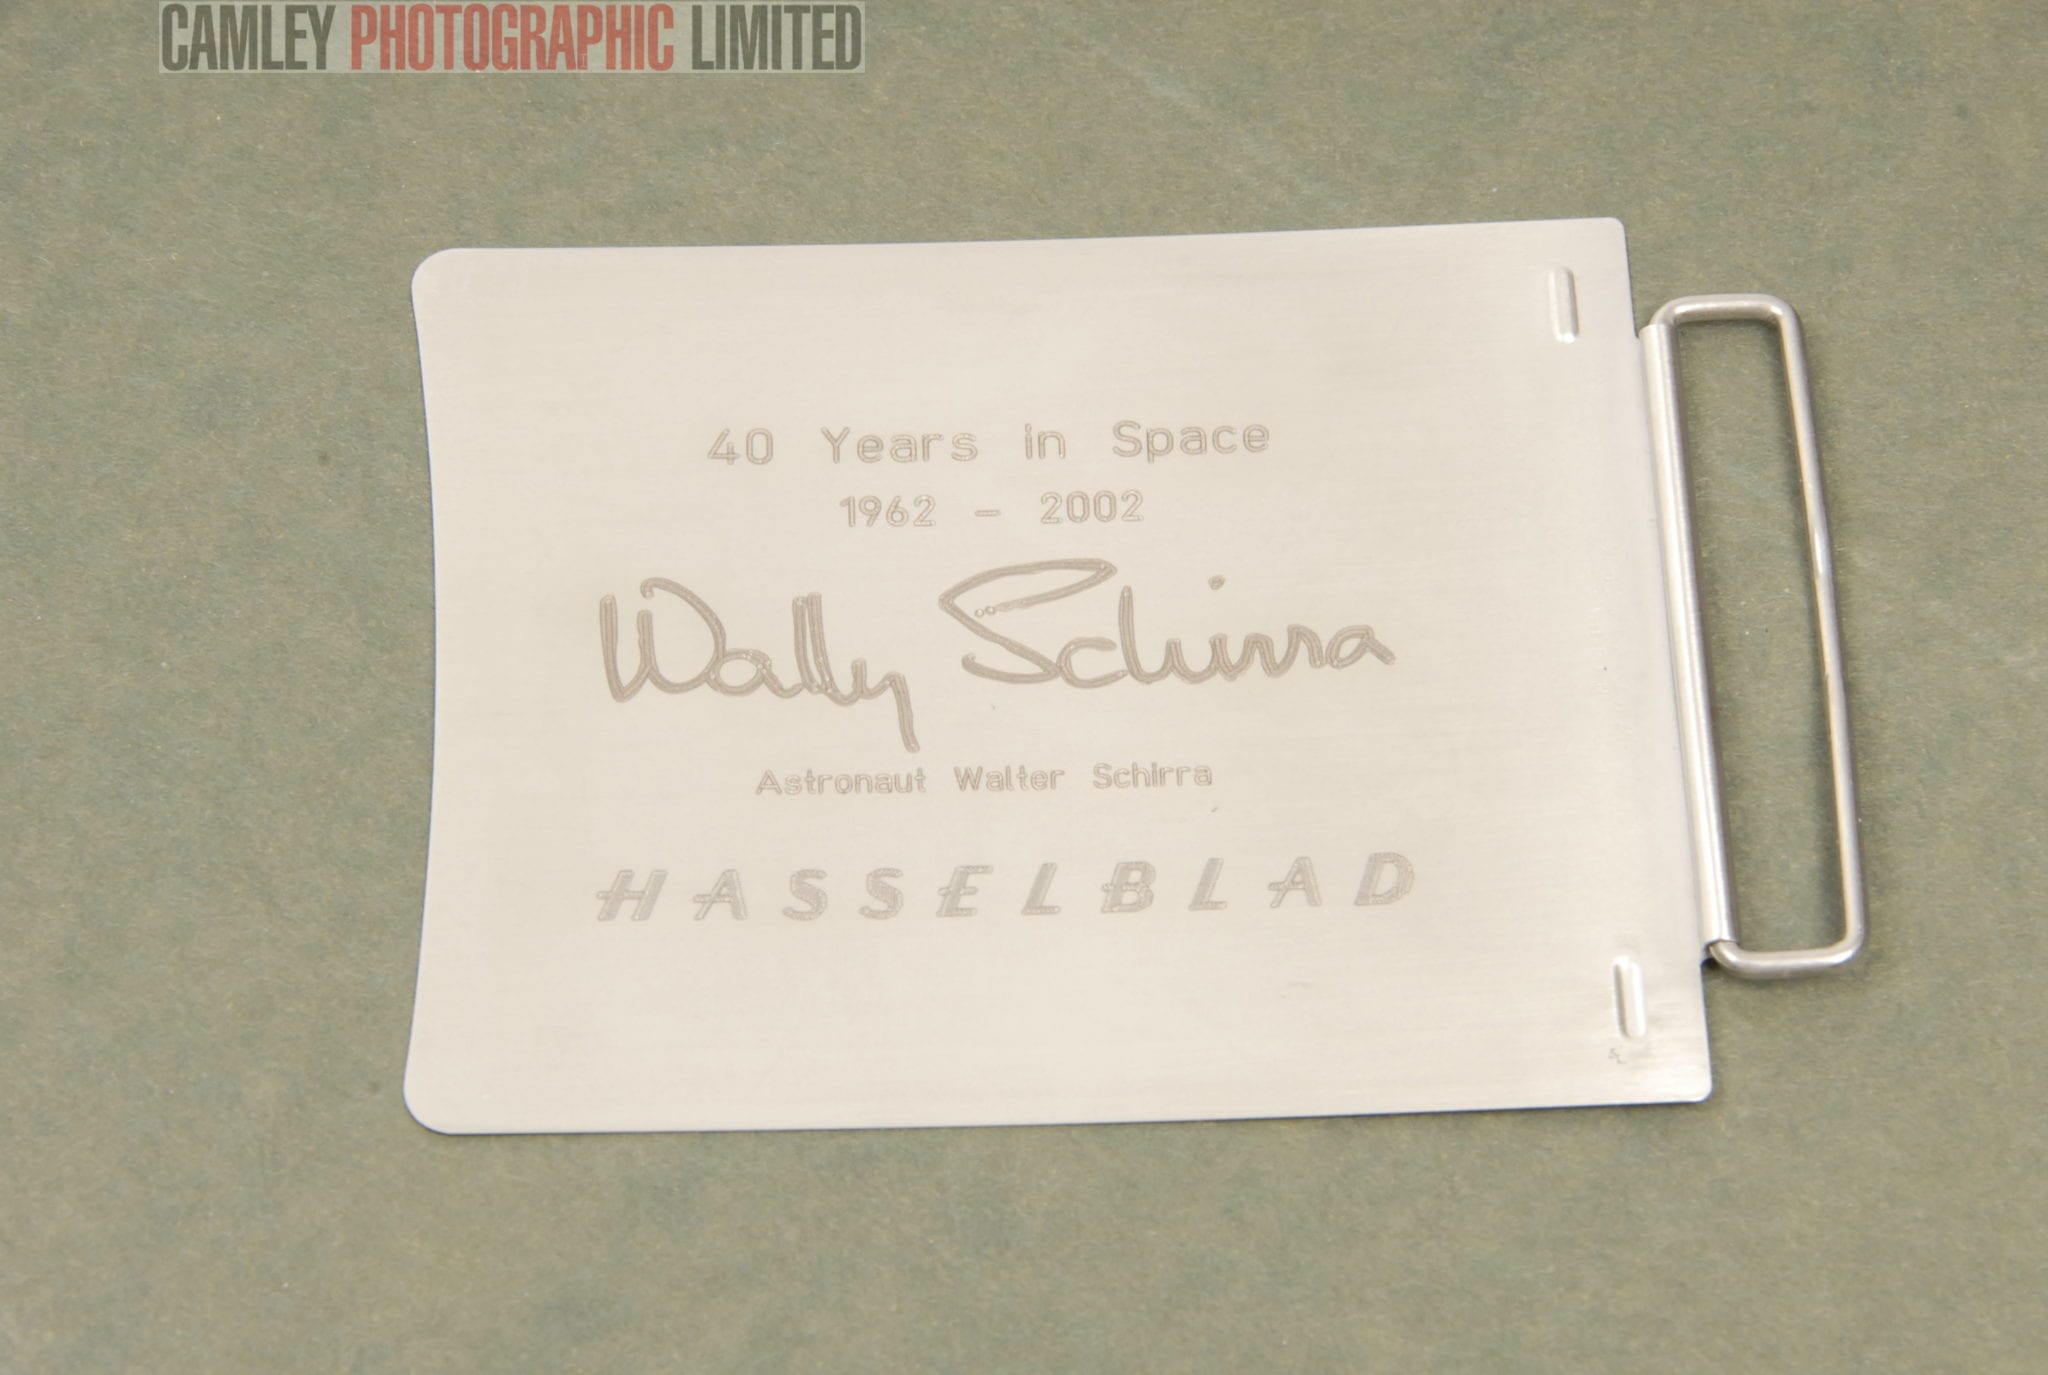 CAMLEY PHOTOGRAPHIC LIMITED
40 Years in Space
1962 - 2002
Wally Schirra
Astronaut Walter Schirra
HASSELBLAD